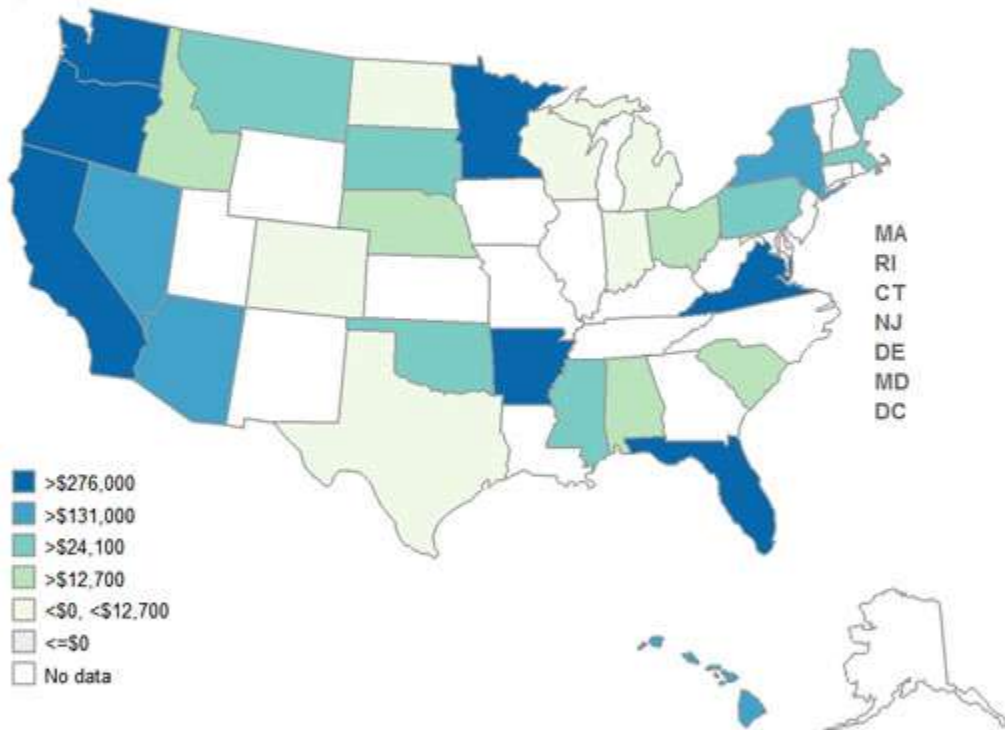 MA
RI
CT
NJ
DE
MD
DC
>$276,000
>$131,000
>$24,100
>$12,700
<$0, <$12,700
<=$0
No data